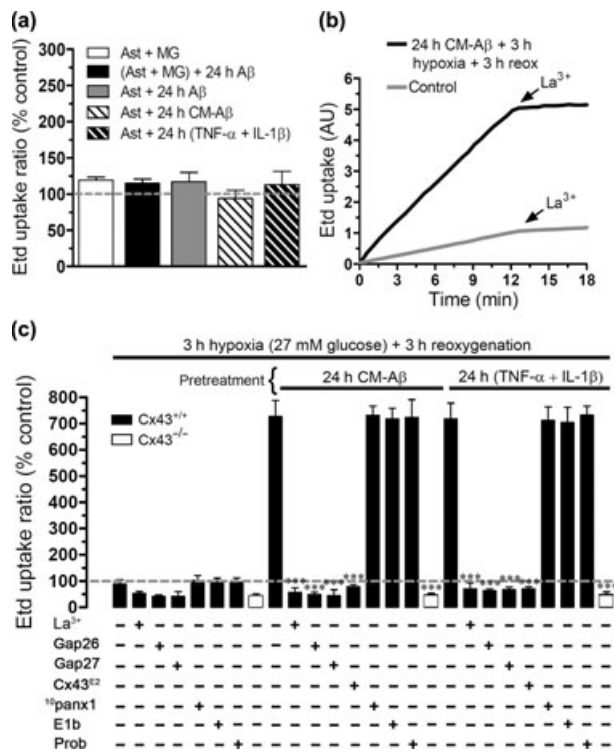 (a)
Etd uptake ratio (% control)
300
250
200
150
100
50
0
Ast + MG
(Ast + MG) + 24 h Aβ
Ast + 24 h Aβ
Ast + 24 h CM-Aβ
Ast + 24 h (TNF-α + IL-1β)
(b)
24 h CM-Aβ + 3 h
hypoxia + 3 h reox
Control
Etd uptake (AU)
6
5
4
3
2
1
0
La³⁺
La³⁺
0 3 6 9 12 15 18
Time (min)
(c)
3 h hypoxia (27 mM glucose) + 3 h reoxygenation
Pretreatment { 24 h CM-Aβ 24 h (TNF-α + IL-1β)
Etd uptake ratio (% control)
800
700
600
500
400
300
200
100
0
Cx43⁺/⁺
Cx43⁻/⁻
*** *** *** *** *** *** *** *** *** ***
La³⁺ – + – – – – – – – + – – – – – – – – + – – – – – – –
Gap26 – – + – – – – – – – + – – – – – – – – + – – – – – –
Gap27 – – – + – – – – – – – + – – – – – – – – + – – – – –
Cx43ᴱ² – – – – – – – – – – – – + – – – – – – – – + – – – –
¹⁰panx1 – – – – + – – – – – – – – + – – – – – – – – + – – –
E1b – – – – – + – – – – – – – – + – – – – – – – – + – –
Prob – – – – – – + – – – – – – – – + – – – – – – – – + –